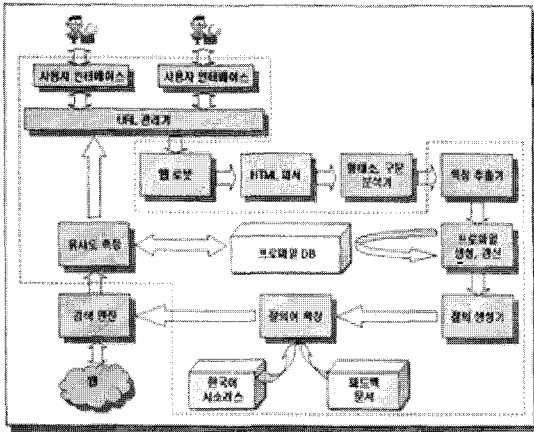 사용자 인터페이스
사용자 인터페이스
URL 관리기
웹 로봇
HTML 파서
형태소, 구문
분석기
특징 추출기
유사도 측정
프로파일 DB
프로파일
생성, 갱신
검색 엔진
질의어 확장
질의 생성기
웹
한국어
시소러스
피드백
문서